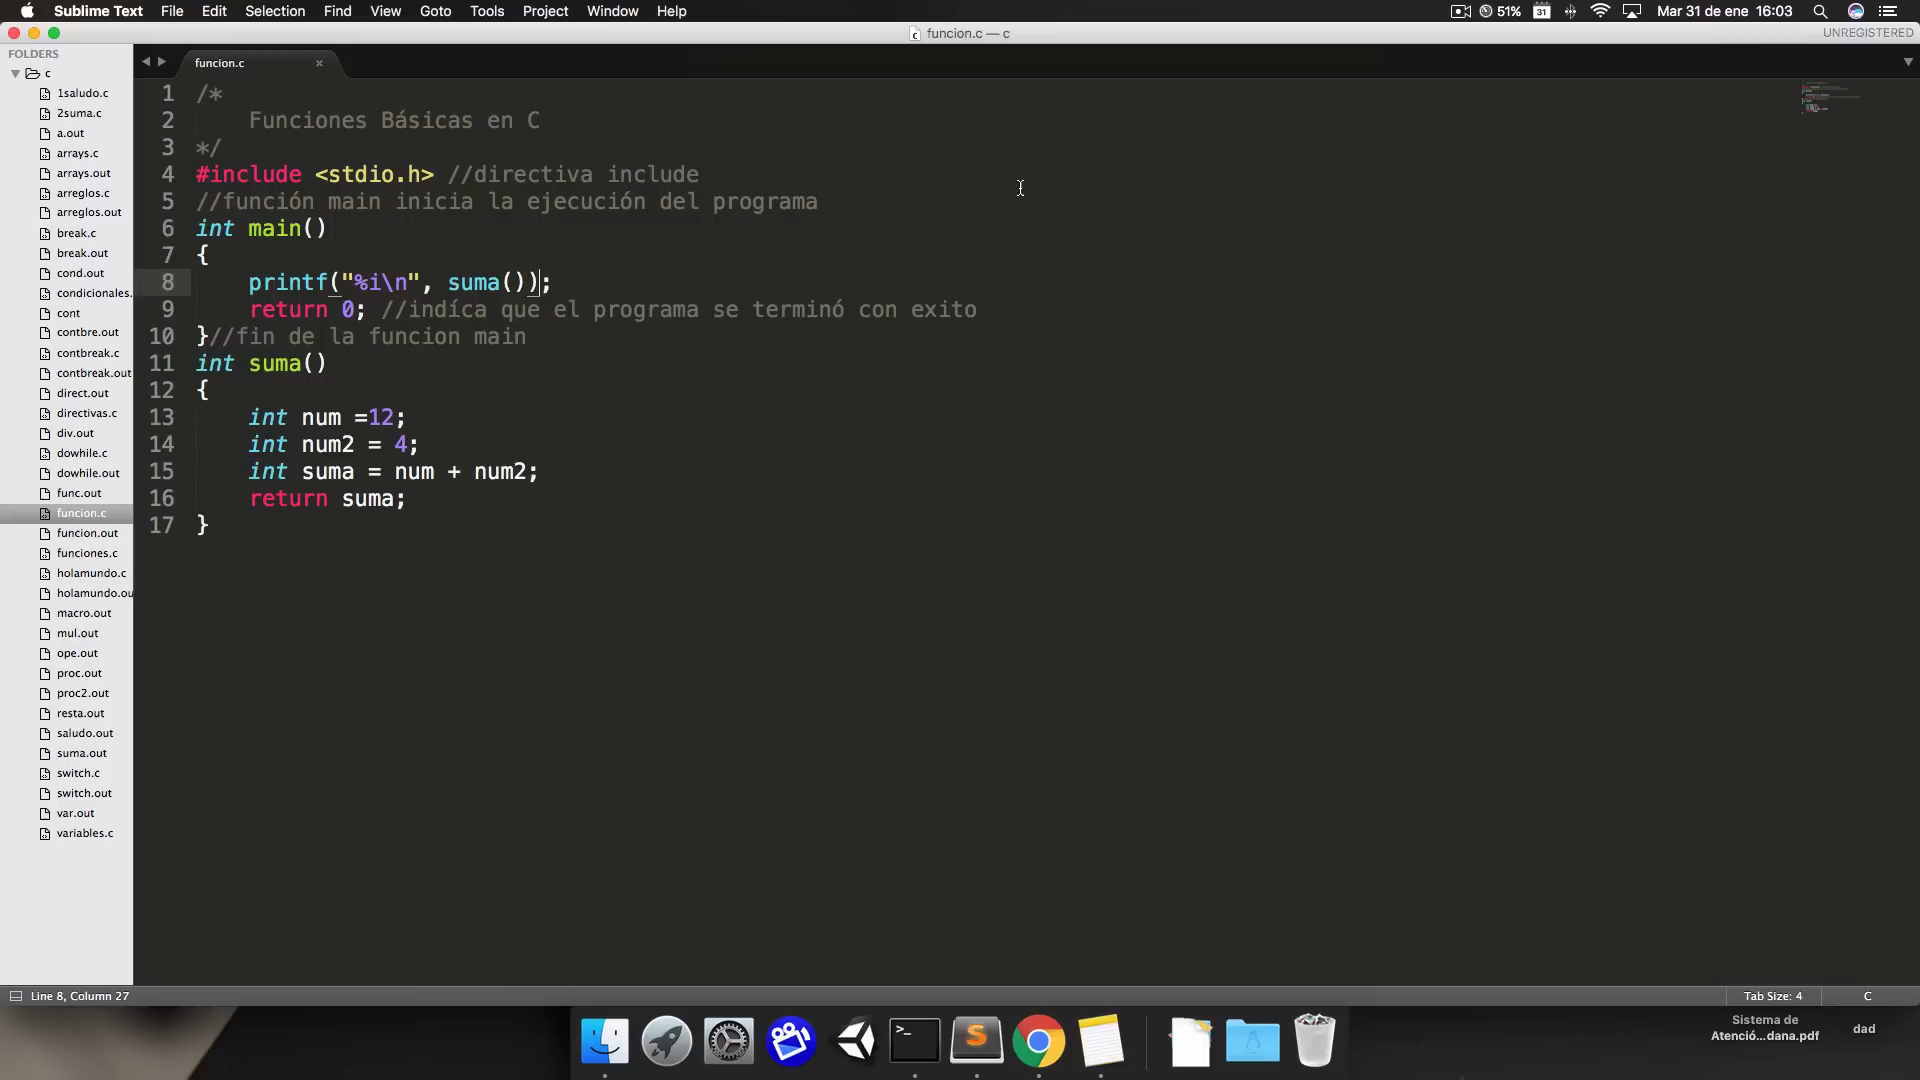 Sublime Text File Edit Selection Find View Goto Tools Project Window Help 51% 31 Mar 31 de ene 16:03
funcion.c — c UNREGISTERED
FOLDERS
c
1saludo.c
2suma.c
a.out
arrays.c
arrays.out
arreglos.c
arreglos.out
break.c
break.out
cond.out
condicionales.
cont
contbre.out
contbreak.c
contbreak.out
direct.out
directivas.c
div.out
dowhile.c
dowhile.out
func.out
funcion.c
funcion.out
funciones.c
holamundo.c
holamundo.ou
macro.out
mul.out
ope.out
proc.out
proc2.out
resta.out
saludo.out
suma.out
switch.c
switch.out
var.out
variables.c
funcion.c ×
1 /*
2     Funciones Básicas en C
3 */
4 #include <stdio.h> //directiva include
5 //función main inicia la ejecución del programa
6 int main()
7 {
8     printf("%i\n", suma());
9     return 0; //indíca que el programa se terminó con exito
10 }//fin de la funcion main
11 int suma()
12 {
13     int num =12;
14     int num2 = 4;
15     int suma = num + num2;
16     return suma;
17 }
Line 8, Column 27 Tab Size: 4 C
>_ S
Sistema de
Atenció...dana.pdf
dad